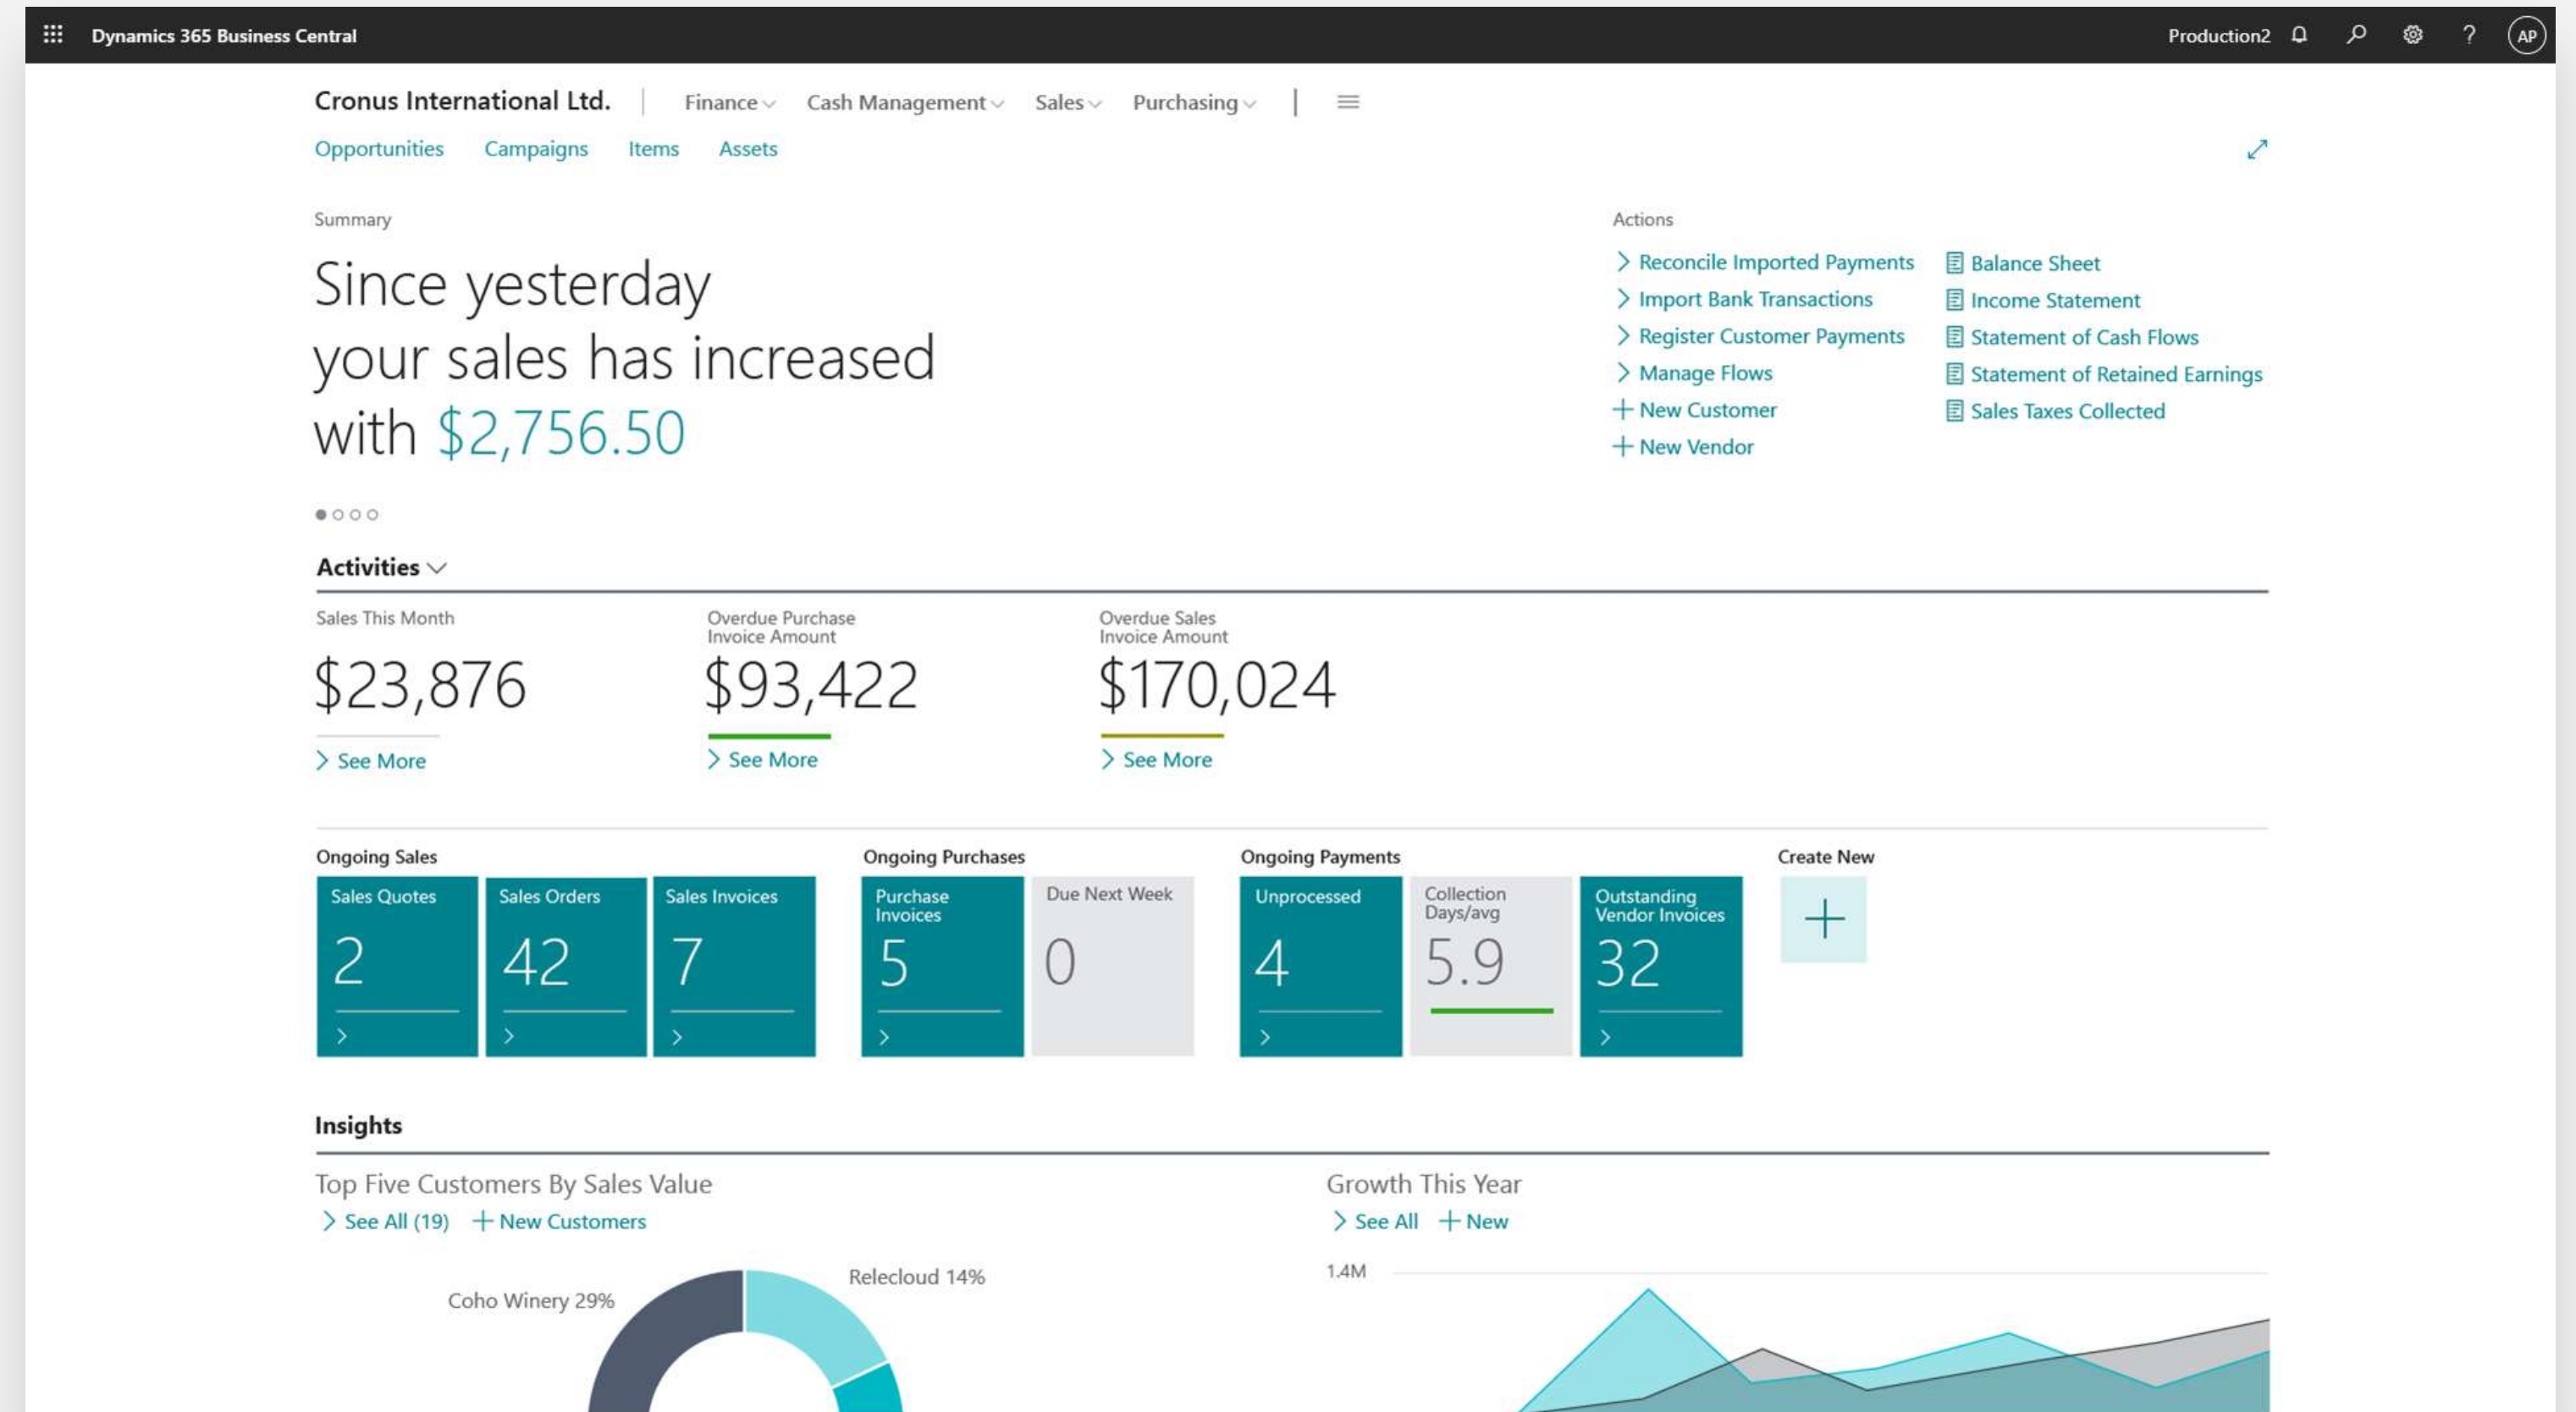 Dynamics 365 Business Central
Production2
?
AP
Cronus International Ltd.
Finance
Cash Management
Sales
Purchasing
Opportunities
Campaigns
Items
Assets
Summary
Since yesterday
your sales has increased
with $2,756.50
Actions
Reconcile Imported Payments
Import Bank Transactions
Register Customer Payments
Manage Flows
New Customer
New Vendor
Balance Sheet
Income Statement
Statement of Cash Flows
Statement of Retained Earnings
Sales Taxes Collected
Activities
Sales This Month
$23,876
See More
Overdue Purchase
Invoice Amount
$93,422
See More
Overdue Sales
Invoice Amount
$170,024
See More
Ongoing Sales
Sales Quotes
2
Sales Orders
42
Sales Invoices
7
Ongoing Purchases
Purchase
Invoices
5
Due Next Week
0
Ongoing Payments
Unprocessed
4
Collection
Days/avg
5.9
Outstanding
Vendor Invoices
32
Create New
Insights
Top Five Customers By Sales Value
See All (19)
New Customers
Coho Winery 29%
Relecloud 14%
Growth This Year
See All
New
1.4M